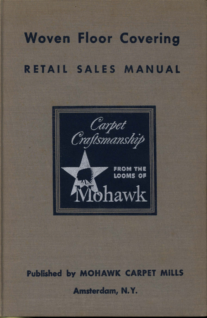 Woven Floor Covering
RETAIL SALES MANUAL
Carpet
Craftsmanship
FROM THE
LOOMS OF
Mohawk
Published by MOHAWK CARPET MILLS
Amsterdam, N.Y.